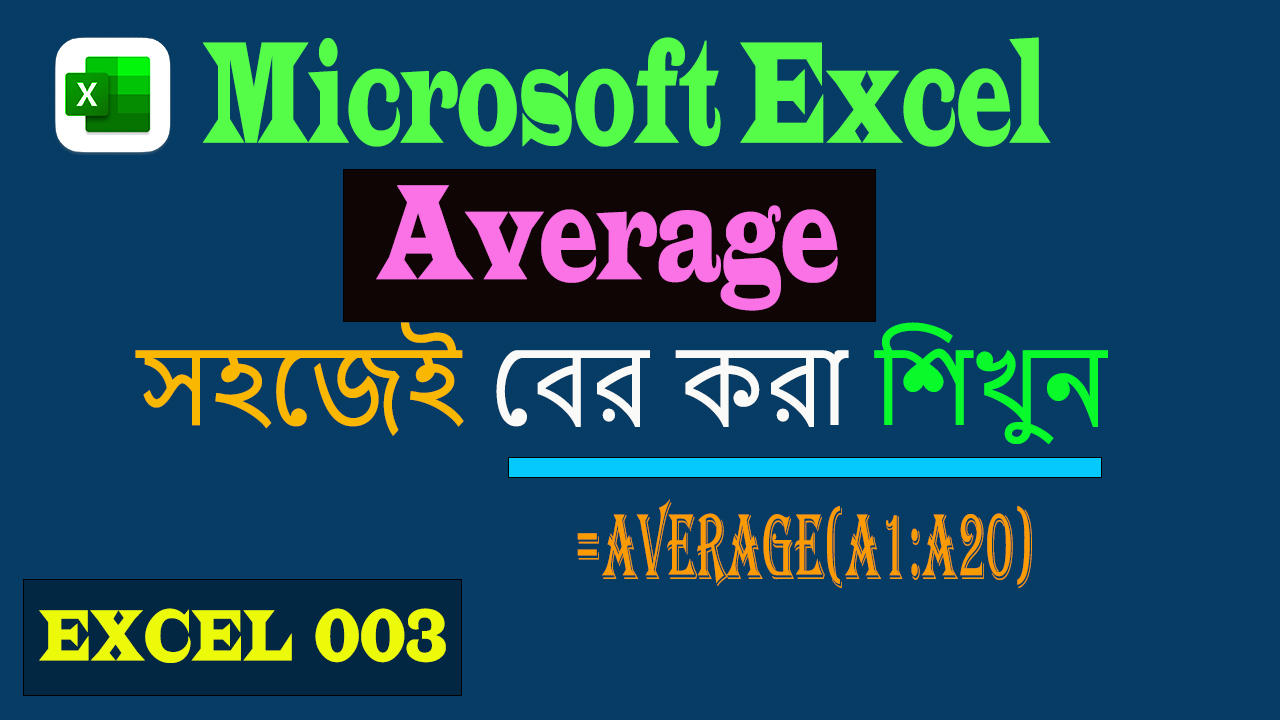 X
Microsoft Excel
Average
সহজেই বের করা শিখুন
=AVERAGE(A1:A20)
EXCEL 003